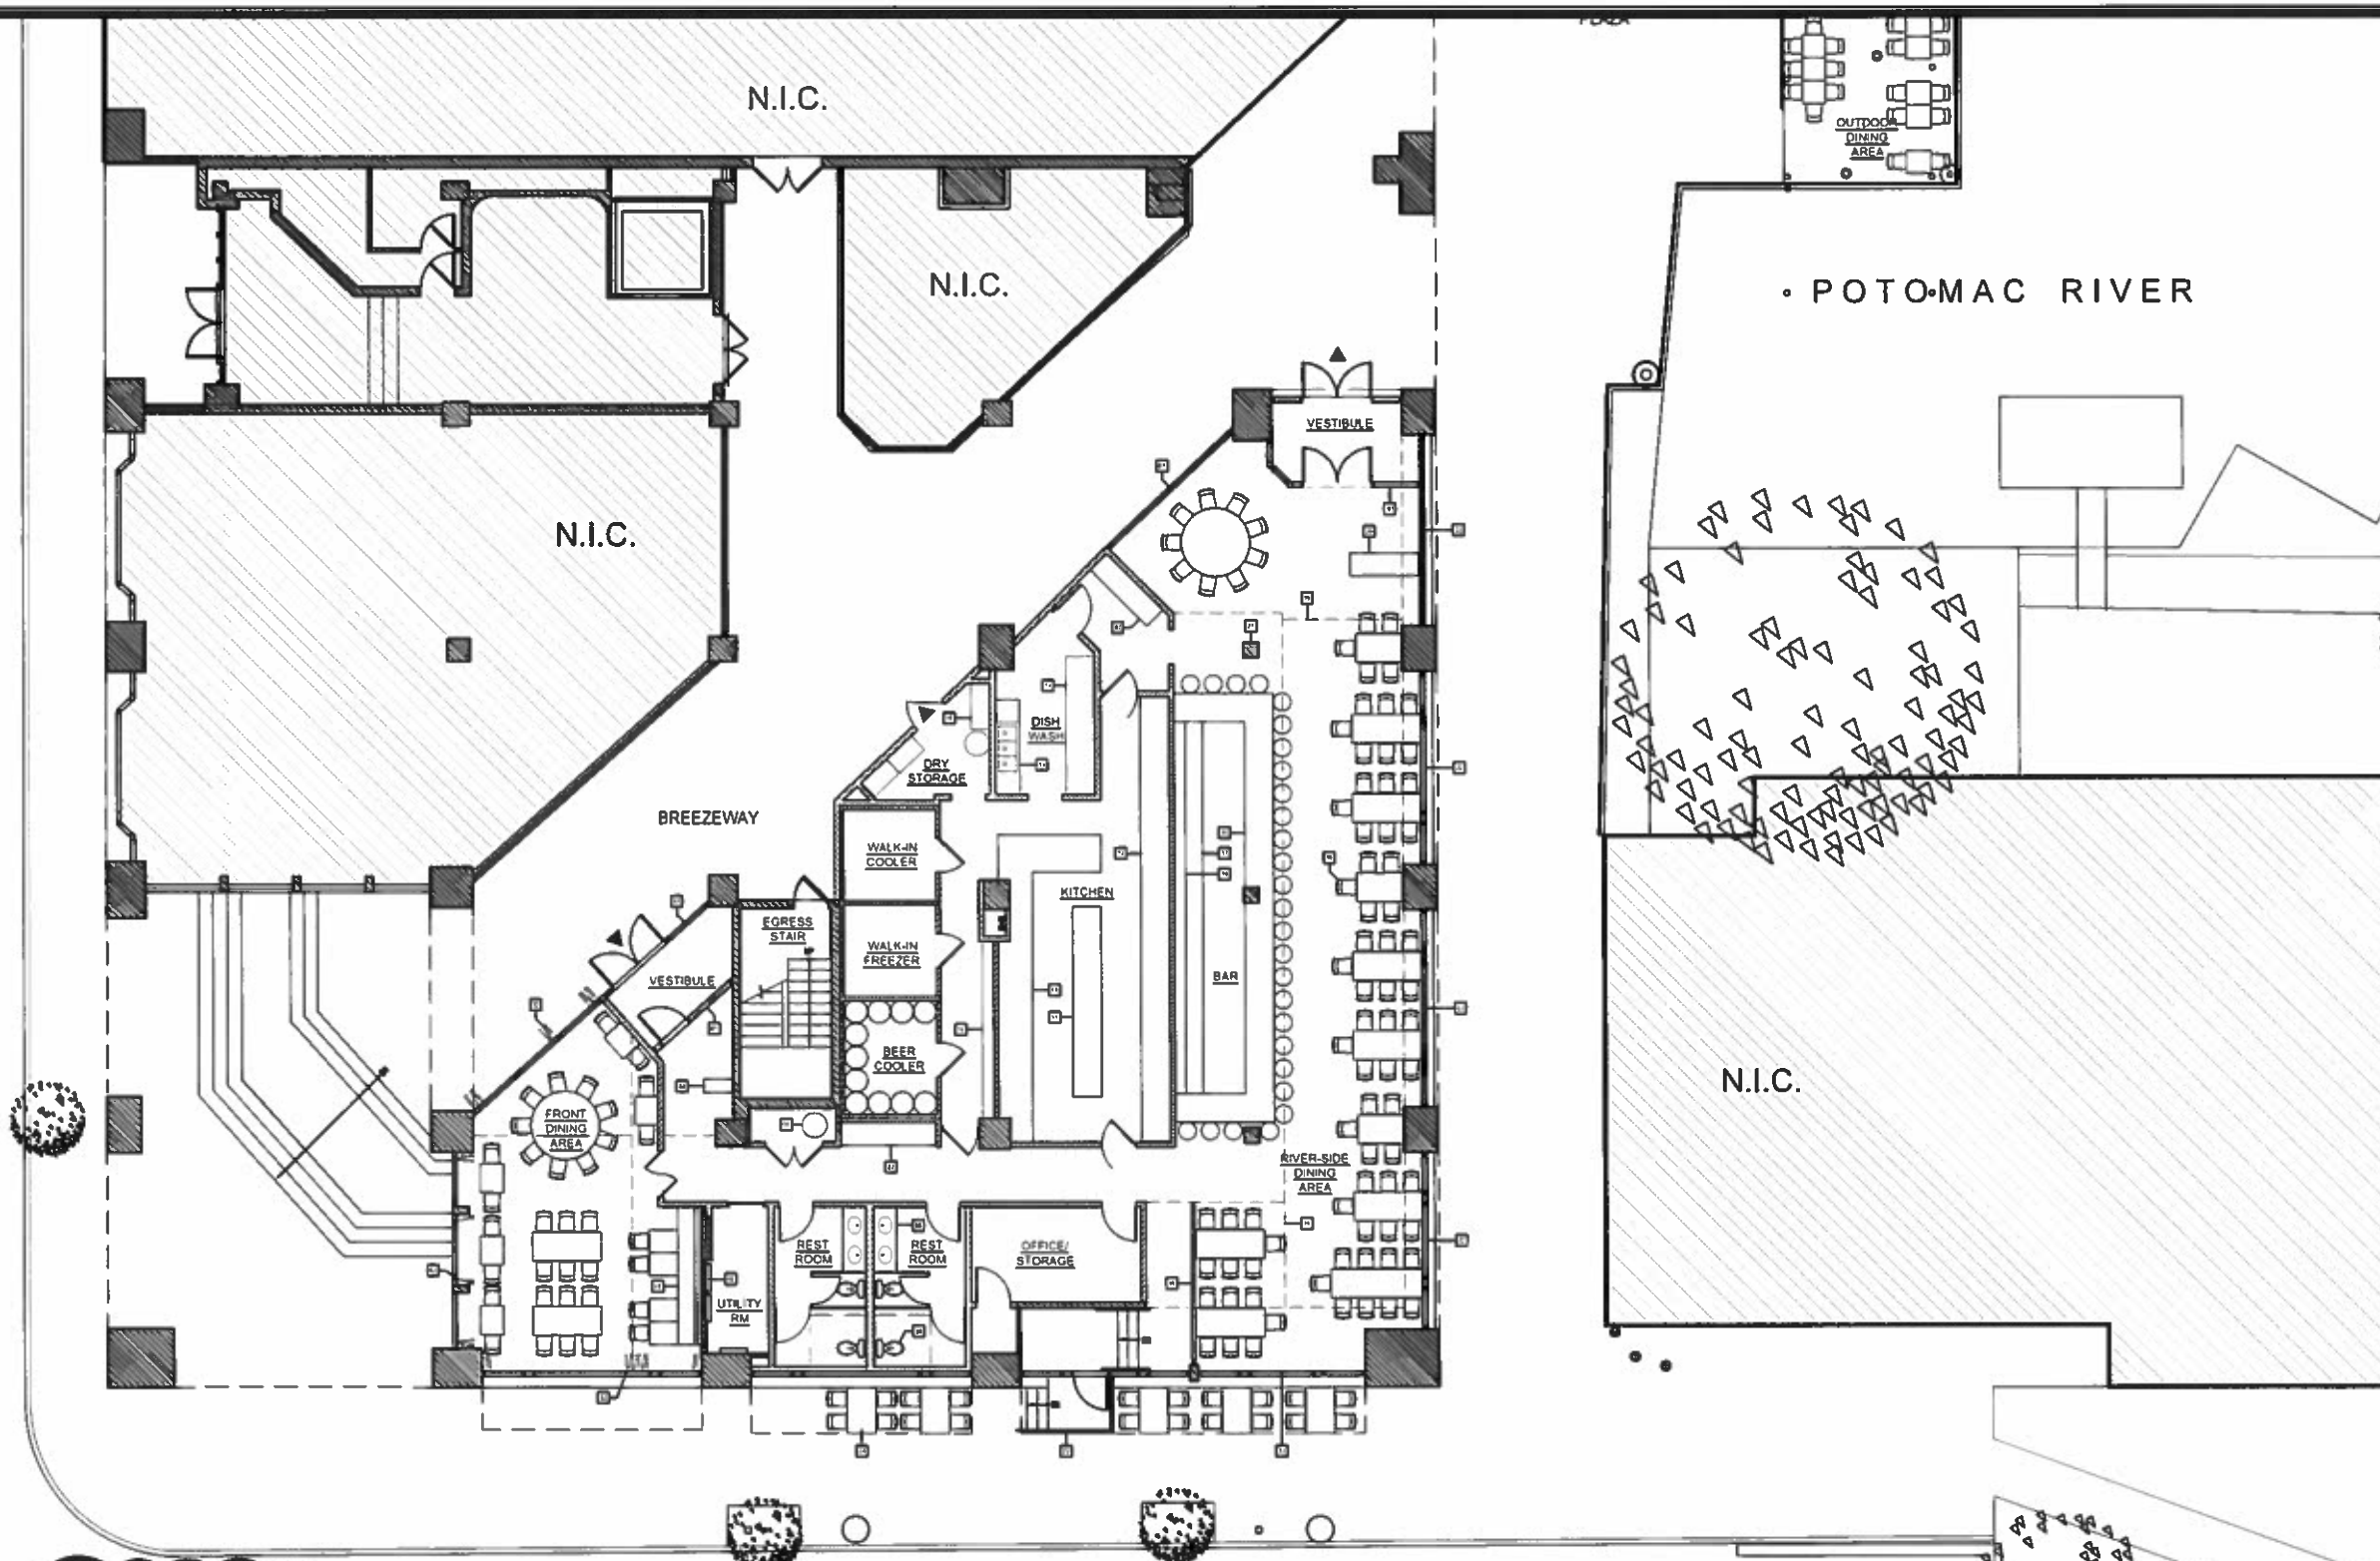 PLAZA
N.I.C.
OUTDOOR
DINING
AREA
N.I.C.
POTOMAC RIVER
VESTIBULE
N.I.C.
DISH
WASH
DRY
STORAGE
BREEZEWAY
WALK-IN
COOLER
KITCHEN
EGRESS
STAIR
WALK-IN
FREEZER
VESTIBULE
BAR
BEER
COOLER
N.I.C.
FRONT
DINING
AREA
RIVER-SIDE
DINING
AREA
REST
ROOM
REST
ROOM
OFFICE/
STORAGE
UTILITY
RM